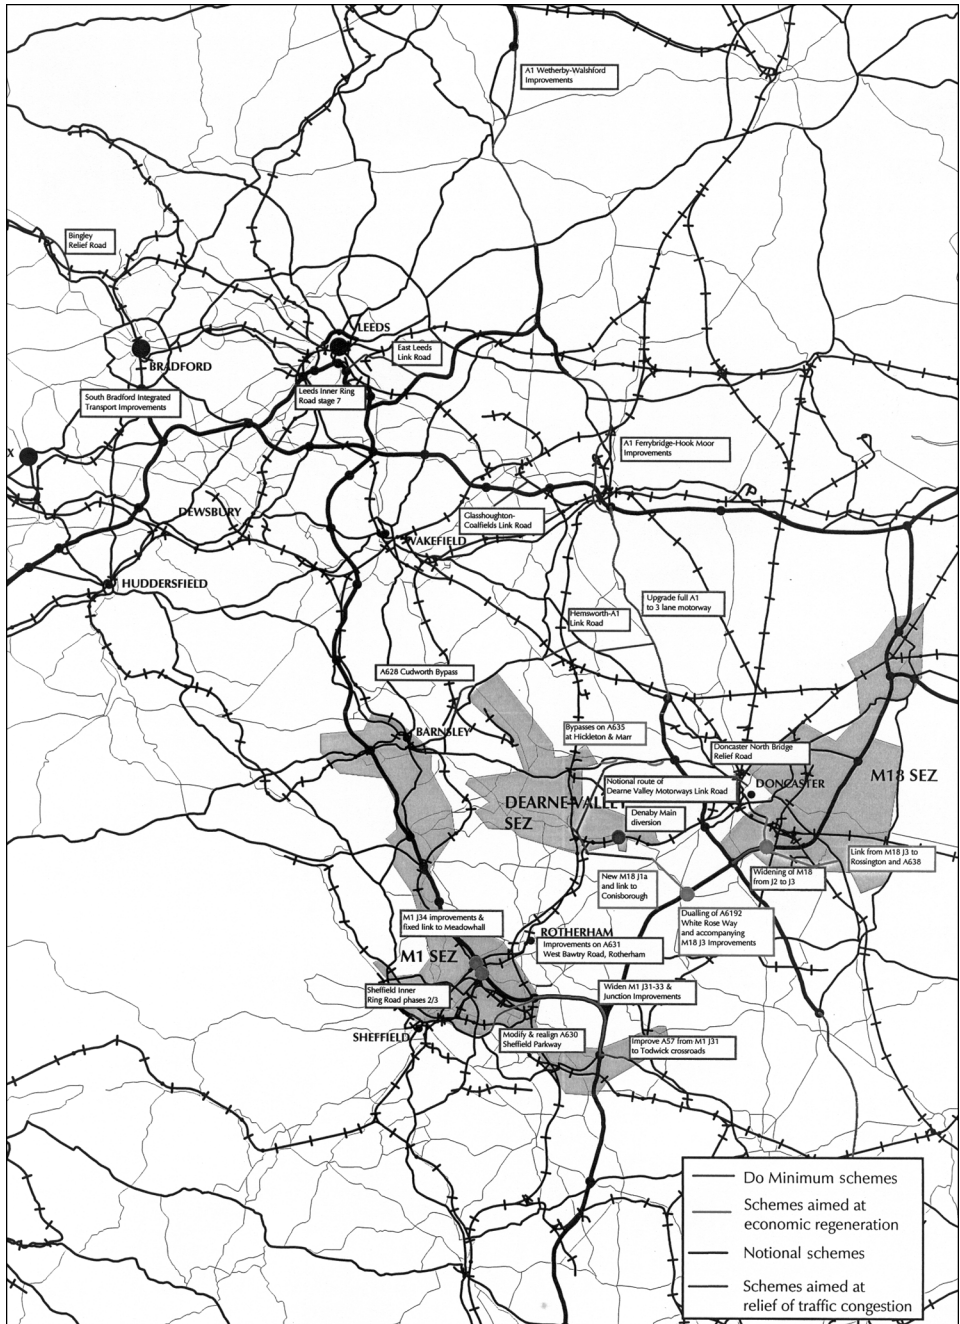 A1 Wetherby-Walshford
Improvements
Bingley
Relief Road
LEEDS
East Leeds
Link Road
BRADFORD
South Bradford Integrated
Transport Improvements
Leeds Inner Ring
Road stage 7
X
A1 Ferrybridge-Hook Moor
Improvements
DEWSBURY
Glasshoughton-
Coalfields Link Road
WAKEFIELD
HUDDERSFIELD
Upgrade full A1
to 3 lane motorway
Hemsworth-A1
Link Road
A628 Cudworth Bypass
BARNSLEY
Bypasses on A635
at Hickleton & Marr
Doncaster North Bridge
Relief Road
M18 SEZ
Notional route of
Dearne Valley Motorways Link Road
DONCASTER
DEARNE VALLEY
SEZ
Denaby Main
diversion
Link from M18 J3 to
Rossington and A638
New M18 J1a
and link to
Conisborough
Widening of M18
from J2 to J3
M1 J34 improvements &
fixed link to Meadowhall
Dualling of A6192
White Rose Way
and accompanying
M18 J3 Improvements
ROTHERHAM
Improvements on A631
West Bawtry Road, Rotherham
M1 SEZ
Sheffield Inner
Ring Road phases 2/3
Widen M1 J31-33 &
Junction Improvements
SHEFFIELD
Modify & realign A630
Sheffield Parkway
Improve A57 from M1 J31
to Todwick crossroads
Do Minimum schemes
Schemes aimed at
economic regeneration
Notional schemes
Schemes aimed at
relief of traffic congestion